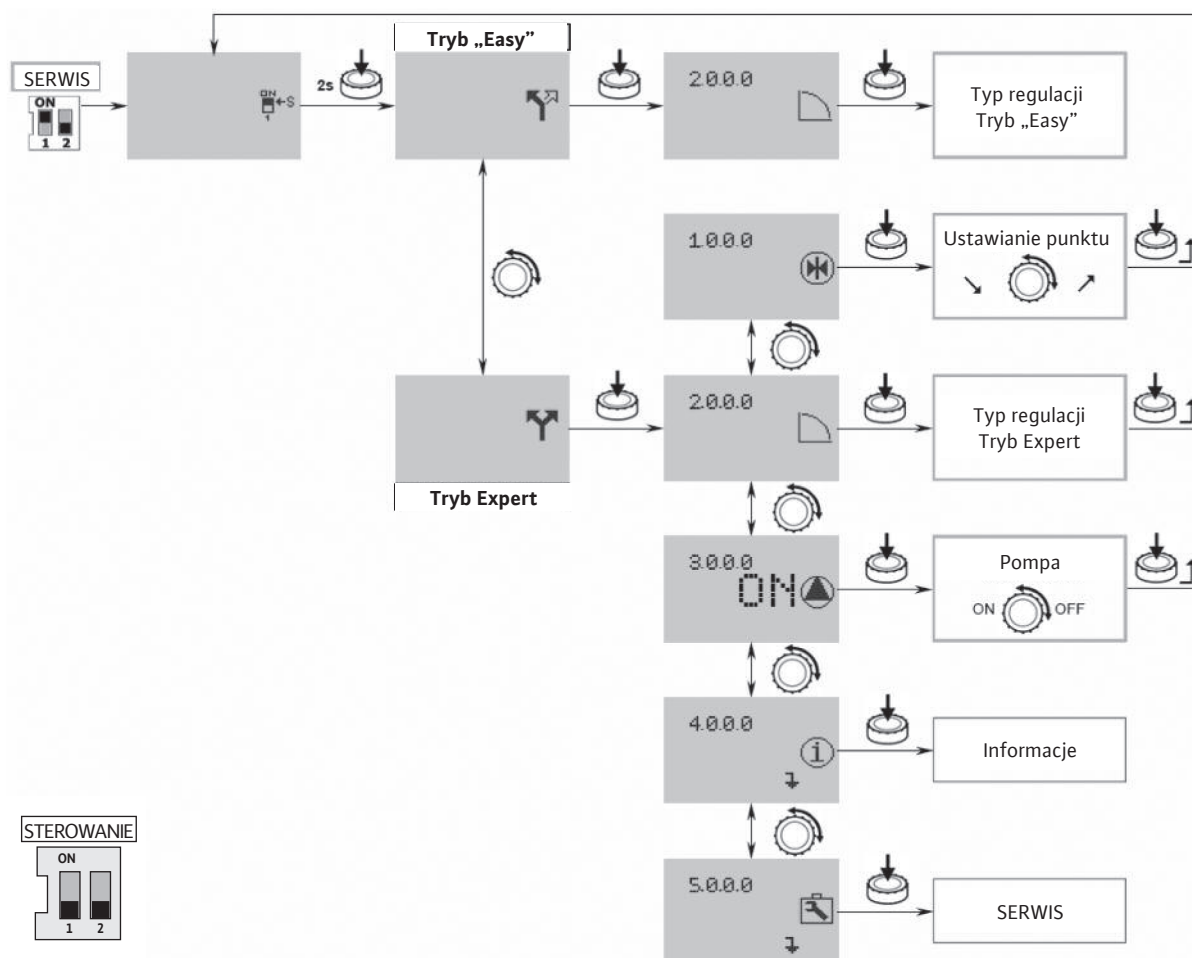 Tryb „Easy”
SERWIS
ON
1 2
ON
←S
1
2s
2.0.0.0
Typ regulacji
Tryb „Easy”
1.0.0.0
Ustawianie punktu
2.0.0.0
Typ regulacji
Tryb Expert
Tryb Expert
3.0.0.0
ON
Pompa
ON OFF
4.0.0.0
i
Informacje
STEROWANIE
ON
1 2
5.0.0.0
SERWIS